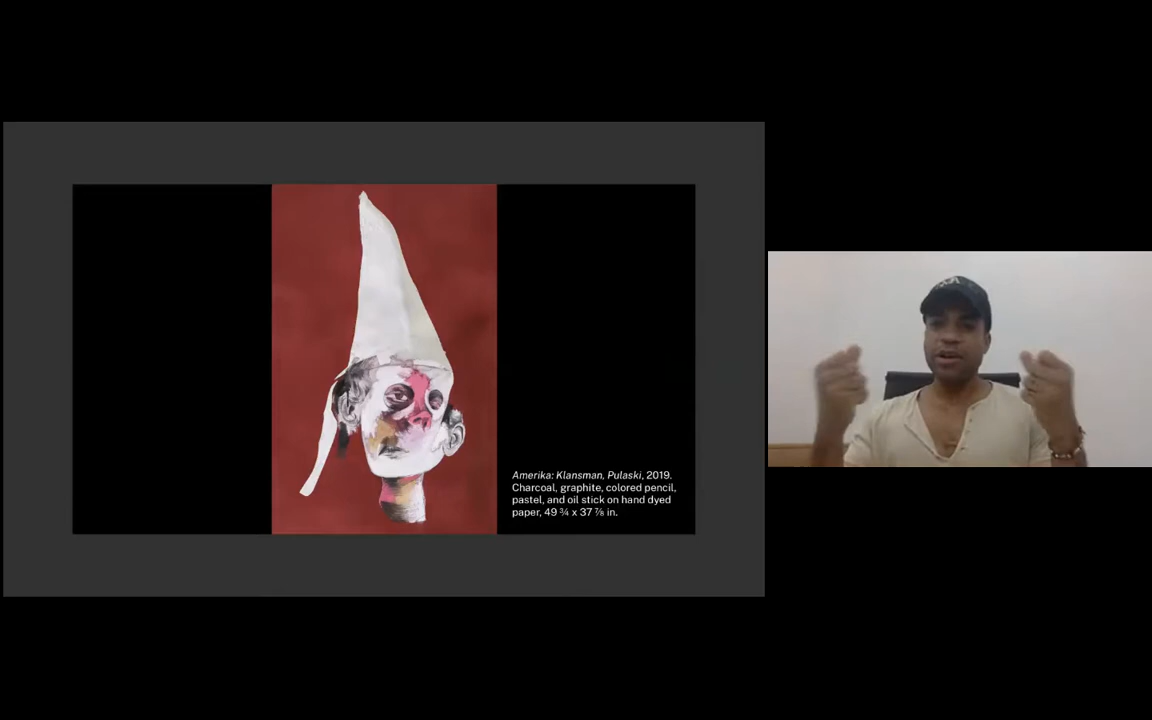 Amerika: Klansman, Pulaski, 2019.
Charcoal, graphite, colored pencil,
pastel, and oil stick on hand dyed
paper, 49 ¾ x 37 ⅞ in.